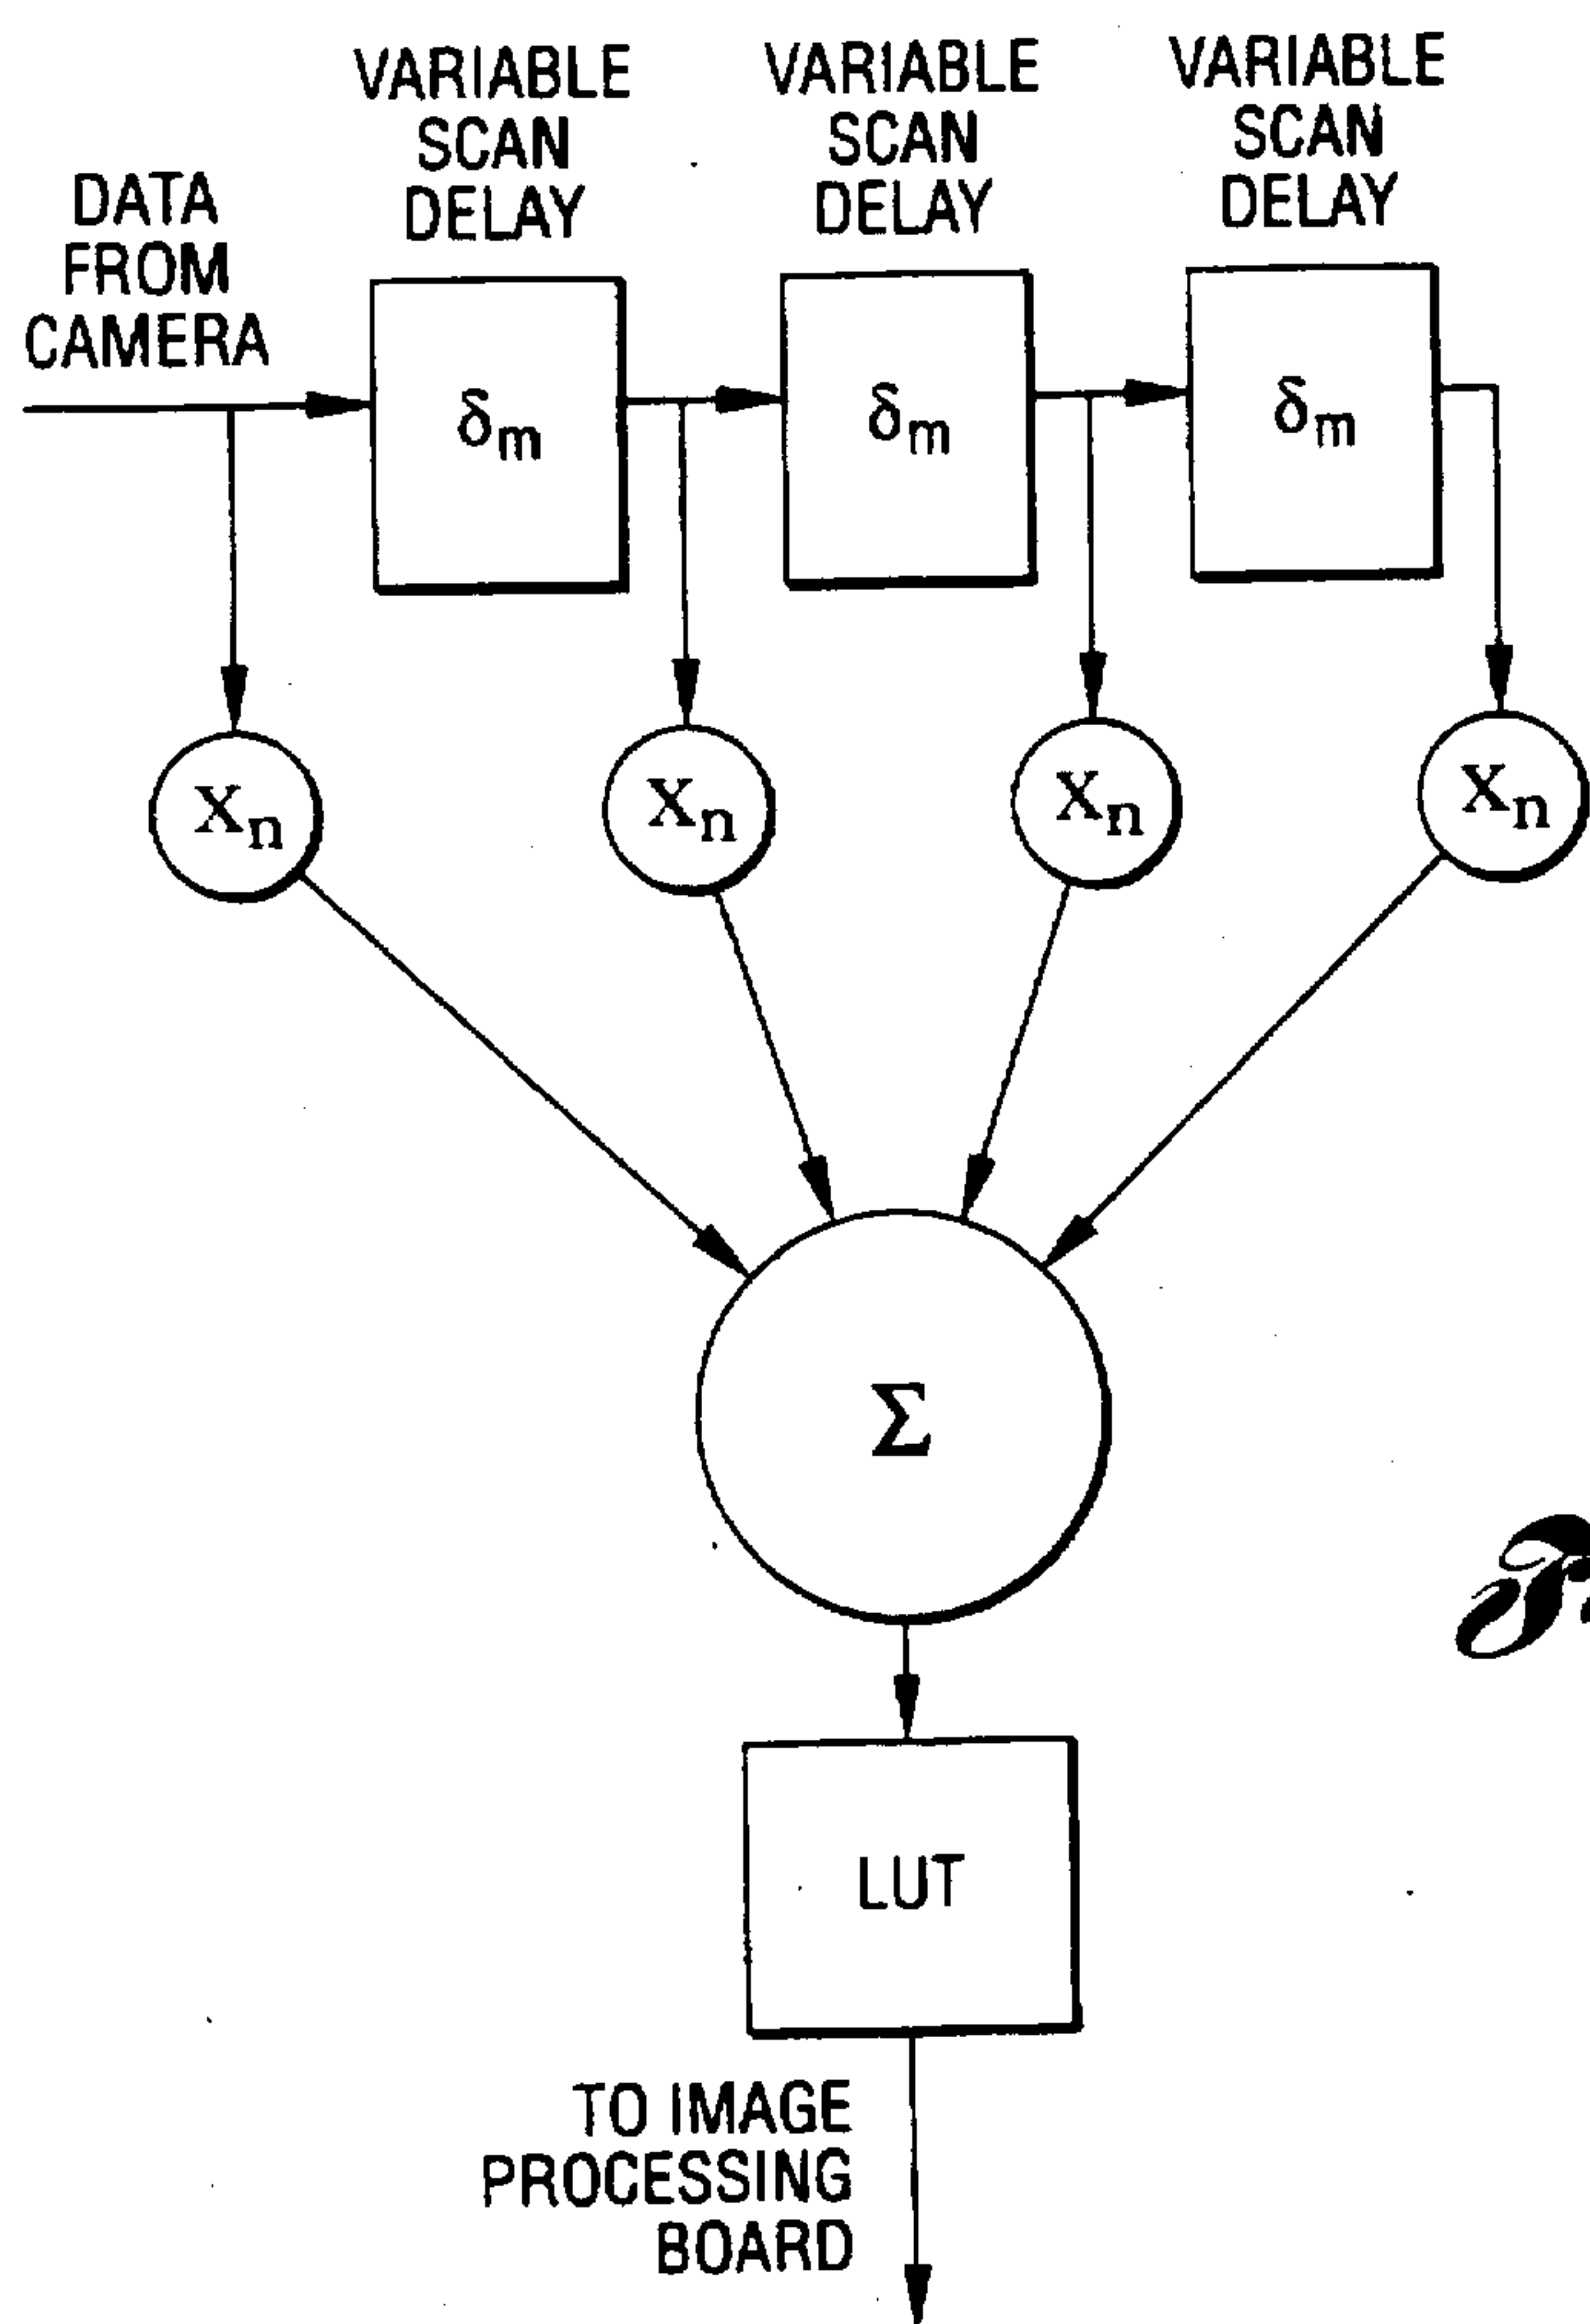 VARIABLE
SCAN
DELAY
VARIABLE
SCAN
DELAY
VARIABLE
SCAN
DELAY
DATA
FROM
CAMERA
δm
δm
δm
Xn
Xn
Xn
Xn
Σ
LUT
TO IMAGE
PROCESSING
BOARD